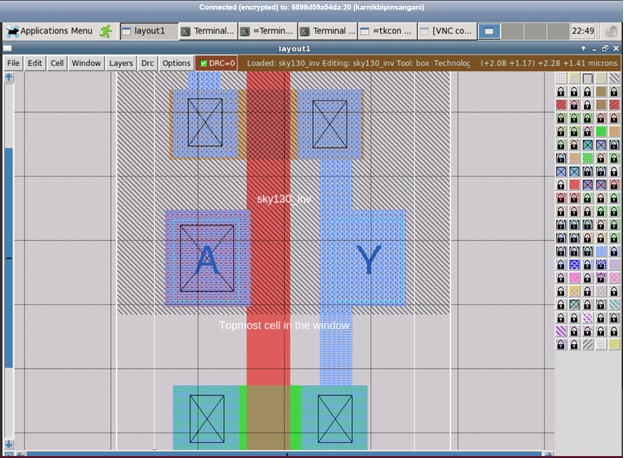 Connected (encrypted) to: 6898d59a54da:20 (karnikbipinsangani)
Applications Menu layout1 Terminal... =Termin... Terminal ... =tkcon ... [VNC co... 22:49
layout1
File Edit Cell Window Layers Drc Options DRC=0 Loaded: sky130_inv Editing: sky130_inv Tool: box Technolog (+2.08 +1.17) +2.28 +1.41 microns
sky130_inv
A Y
Topmost cell in the window